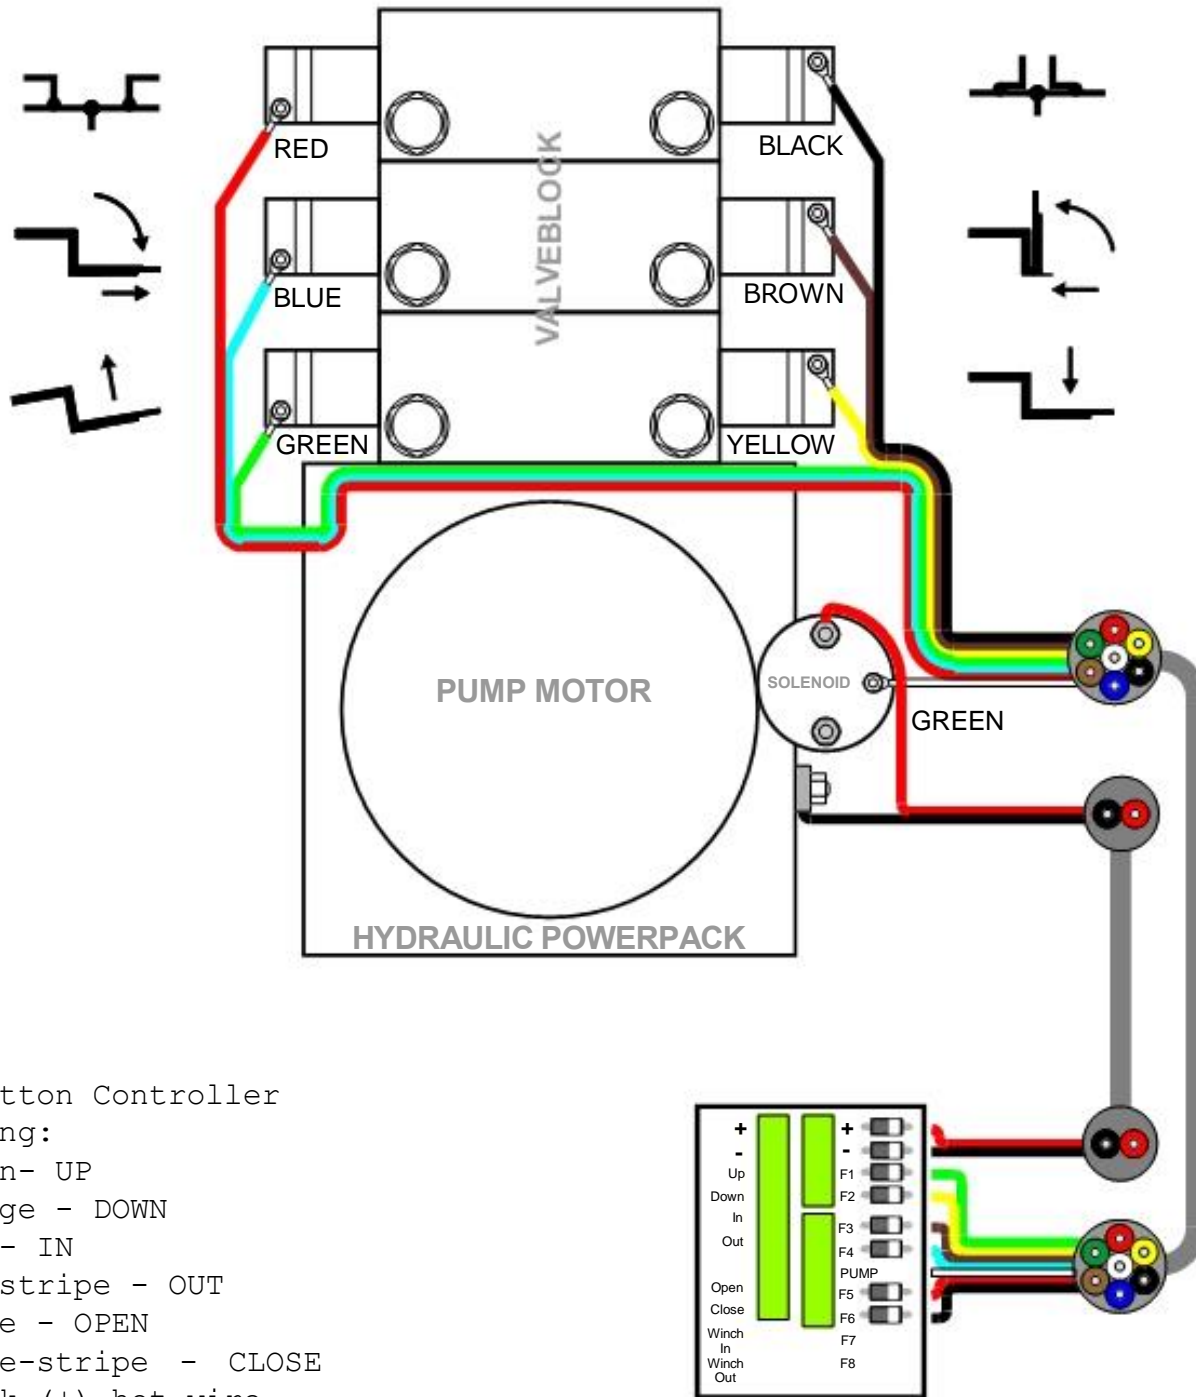 RED
BLACK
BLUE
BROWN
GREEN
YELLOW
VALVEBLOCK
PUMP MOTOR
SOLENOID
GREEN
HYDRAULIC POWERPACK
tton Controller
ng:
n- UP
ge - DOWN
- IN
stripe - OUT
e - OPEN
e-stripe - CLOSE
+ +
- -
Up F1
Down F2
In F3
Out F4
PUMP
Open F5
Close F6
Winch In F7
Winch Out F8